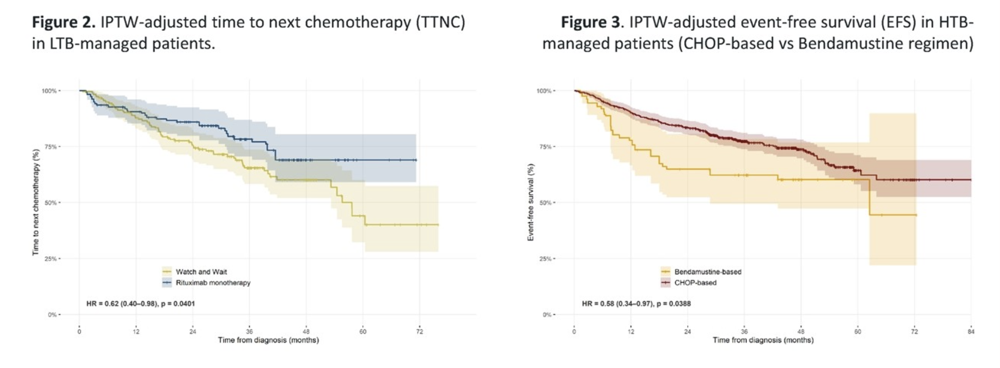 Figure 2. IPTW-adjusted time to next chemotherapy (TTNC)
in LTB-managed patients.
Time to next chemotherapy (%)
100%
75%
50%
25%
0%
Watch and Wait
Rituximab monotherapy
HR = 0.62 (0.40–0.98), p = 0.0401
0 12 24 36 48 60 72
Time from diagnosis (months)
Figure 3. IPTW-adjusted event-free survival (EFS) in HTB-
managed patients (CHOP-based vs Bendamustine regimen)
Event-free survival (%)
100%
75%
50%
25%
0%
Bendamustine-based
CHOP-based
HR = 0.58 (0.34–0.97), p = 0.0388
0 12 24 36 48 60 72 84
Time from diagnosis (months)